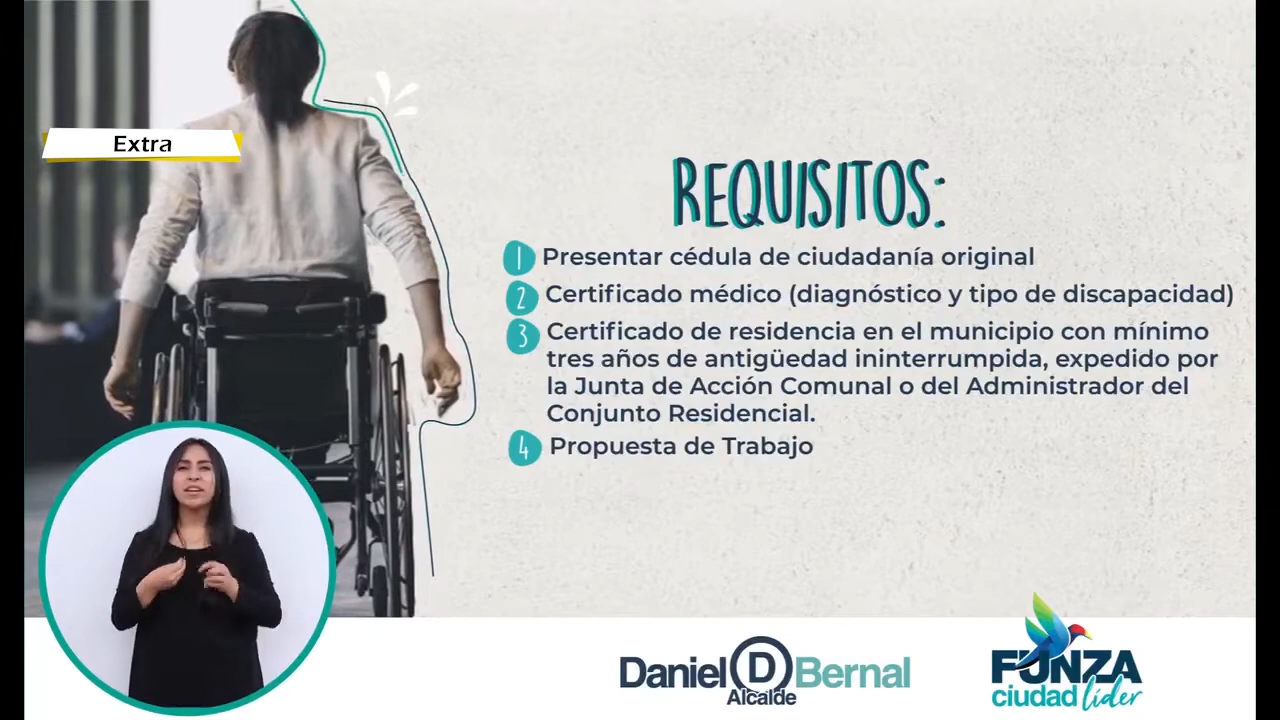 Extra
REQUISITOS:
1 Presentar cédula de ciudadanía original
2 Certificado médico (diagnóstico y tipo de discapacidad)
3 Certificado de residencia en el municipio con mínimo
tres años de antigüedad ininterrumpida, expedido por
la Junta de Acción Comunal o del Administrador del
Conjunto Residencial.
4 Propuesta de Trabajo
Daniel D Bernal
Alcalde
FUNZA
ciudad líder